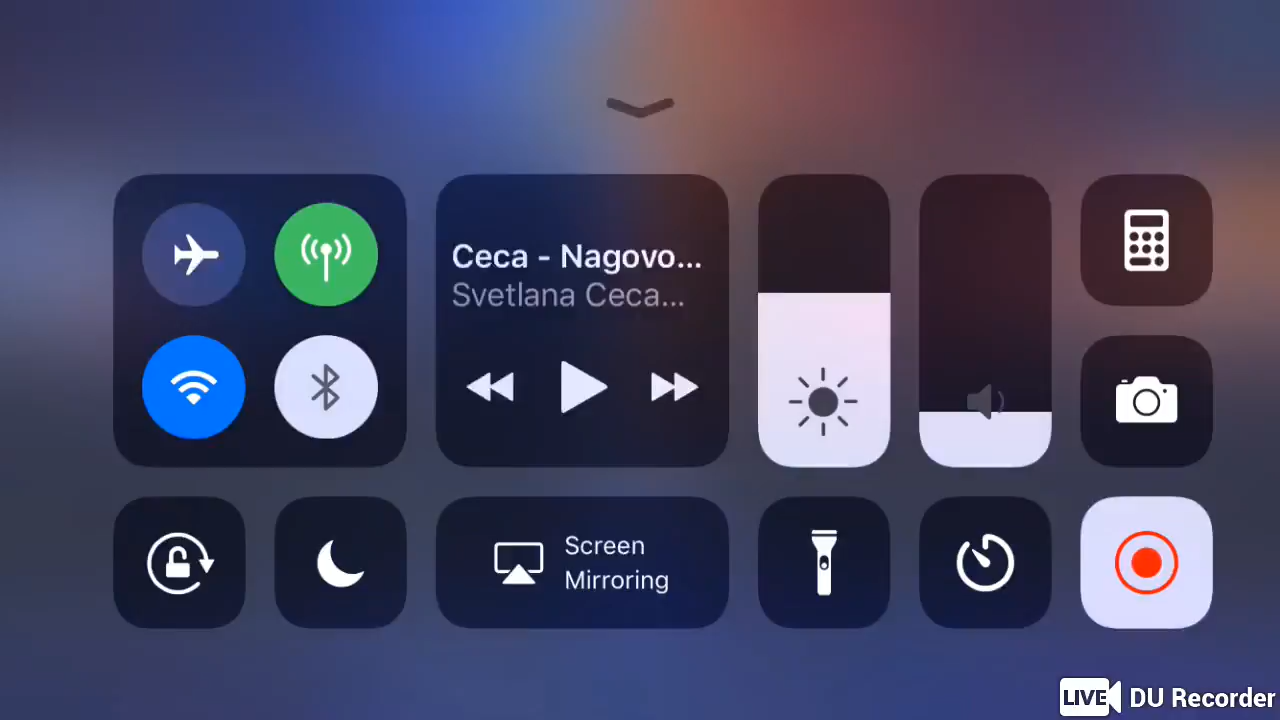 Ceca - Nagovo...
Svetlana Ceca...
Screen
Mirroring
LIVE DU Recorder